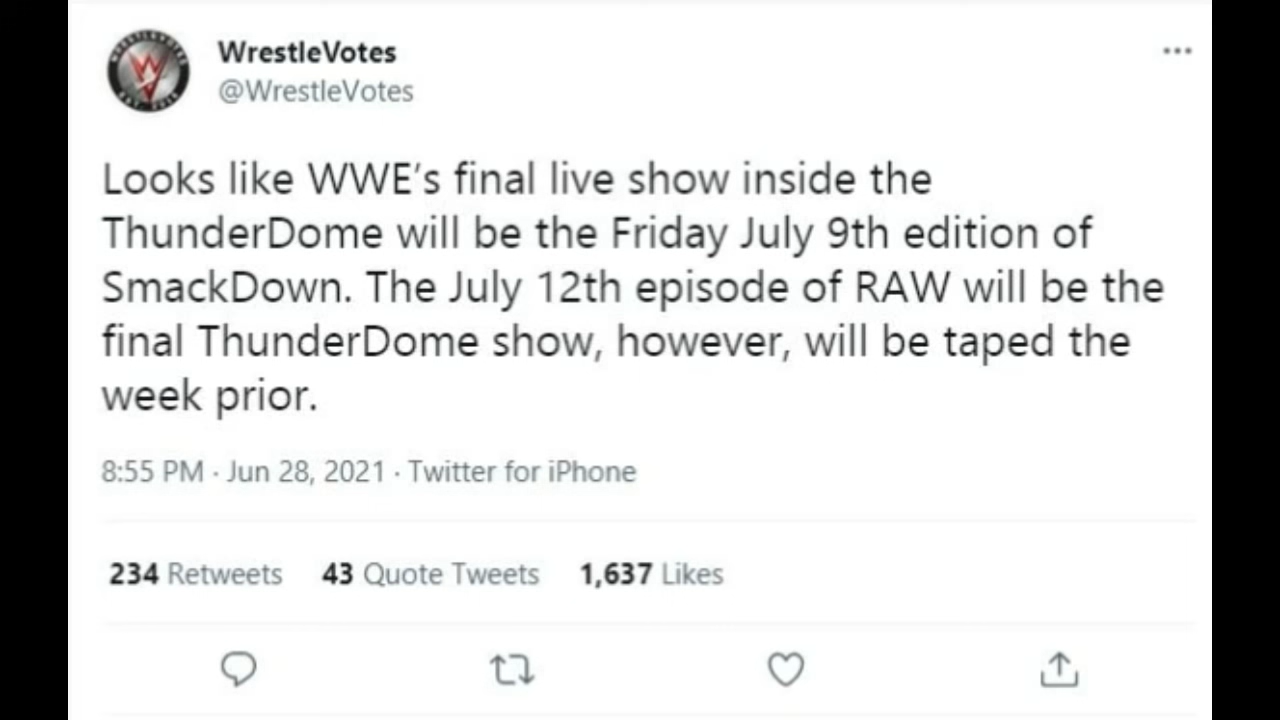 WrestleVotes
@WrestleVotes
Looks like WWE's final live show inside the
ThunderDome will be the Friday July 9th edition of
SmackDown. The July 12th episode of RAW will be the
final ThunderDome show, however, will be taped the
week prior.
8:55 PM · Jun 28, 2021 · Twitter for iPhone
234 Retweets 43 Quote Tweets 1,637 Likes